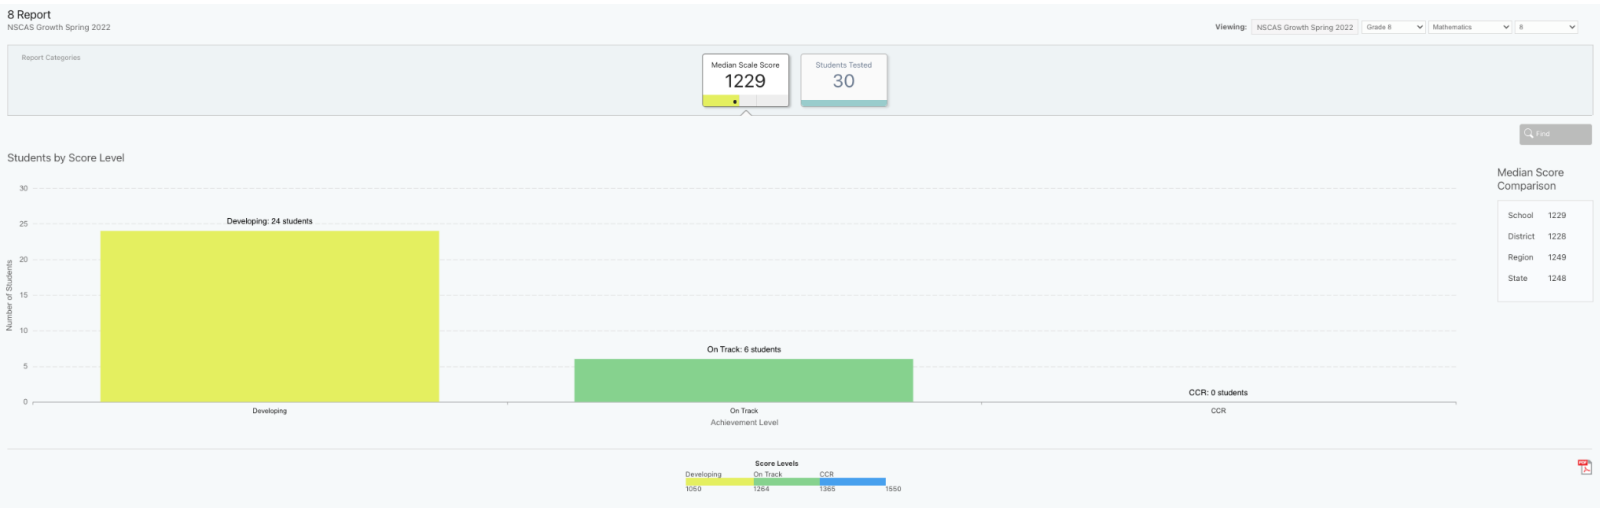 8 Report
NSCAS Growth Spring 2022
Viewing: NSCAS Growth Spring 2022 Grade 8 Mathematics 8
Report Categories
Median Scale Score
1229
Students Tested
30
Find
Students by Score Level
Median Score
Comparison
School 1229
District 1228
Region 1249
State 1248
Number of Students
30
25
20
15
10
5
0
Developing: 24 students
On Track: 6 students
CCR: 0 students
Developing On Track CCR
Achievement Level
Score Levels
Developing On Track CCR
1050 1264 1365 1550